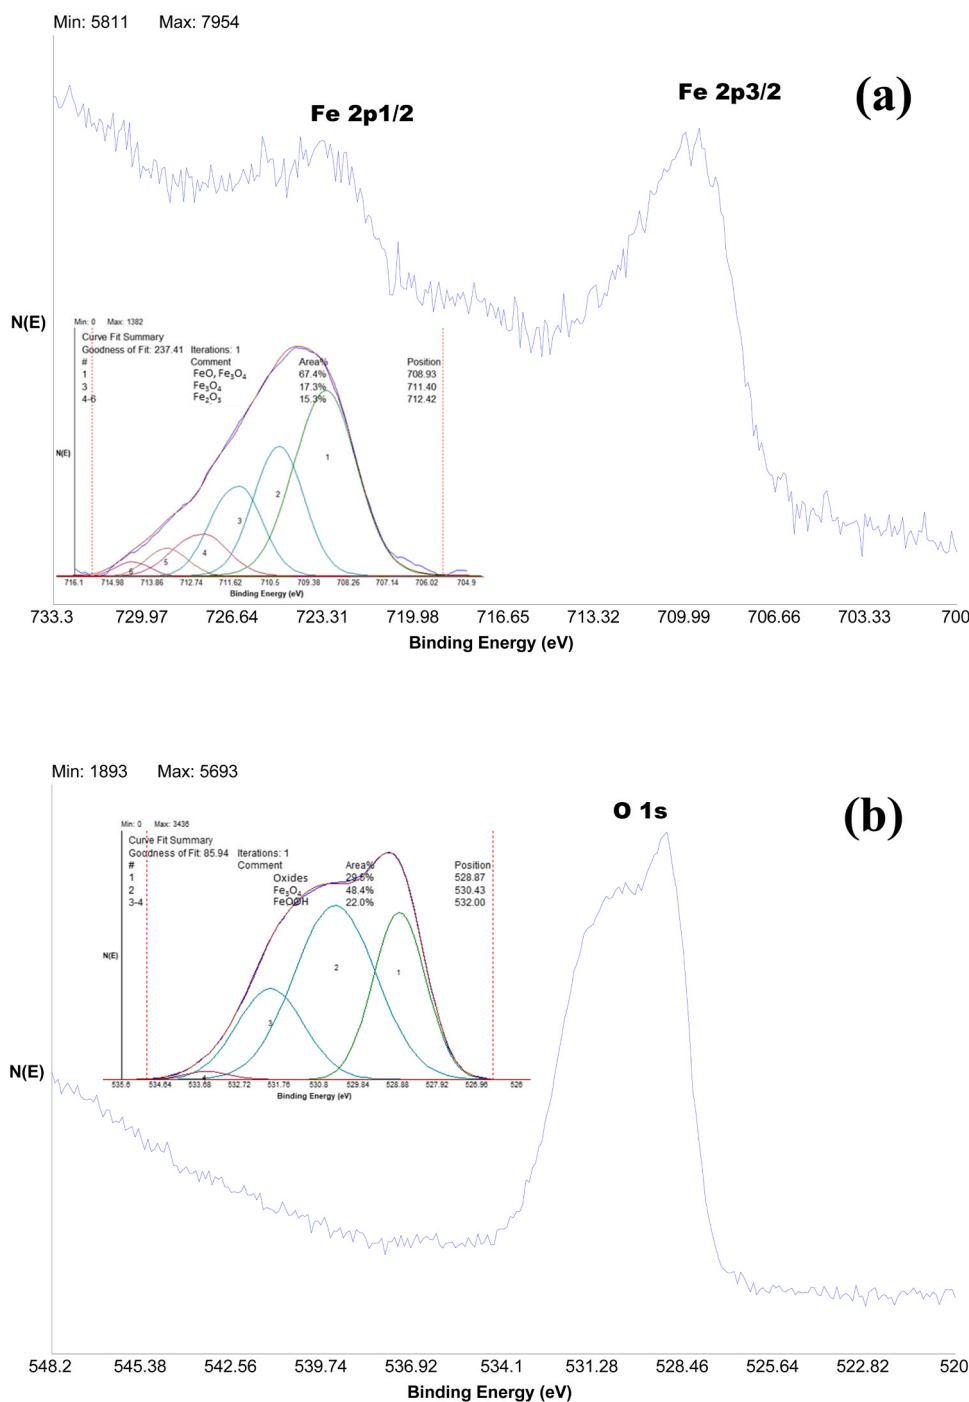 Min: 5811 Max: 7954
Fe 2p1/2
Fe 2p3/2
(a)
N(E)
Min: 0 Max: 1382
Curve Fit Summary
Goodness of Fit: 237.41 Iterations: 1
# Comment Area% Position
1 FeO, Fe₃O₄ 67.4% 708.93
3 Fe₃O₄ 17.3% 711.40
4-6 Fe₂O₃ 15.3% 712.42
N(E)
1
2
3
4
5
6
716.1 714.98 713.86 712.74 711.62 710.5 709.38 708.26 707.14 706.02 704.9
Binding Energy (eV)
733.3 729.97 726.64 723.31 719.98 716.65 713.32 709.99 706.66 703.33 700
Binding Energy (eV)
Min: 1893 Max: 5693
O 1s
(b)
N(E)
Min: 0 Max: 3436
Curve Fit Summary
Goodness of Fit: 85.94 Iterations: 1
# Comment Area% Position
1 Oxides 29.5% 528.87
2 Fe₃O₄ 48.4% 530.43
3-4 FeOOH 22.0% 532.00
N(E)
2
1
3
4
535.6 534.64 533.68 532.72 531.76 530.8 529.84 528.88 527.92 526.96 526
Binding Energy (eV)
548.2 545.38 542.56 539.74 536.92 534.1 531.28 528.46 525.64 522.82 520
Binding Energy (eV)